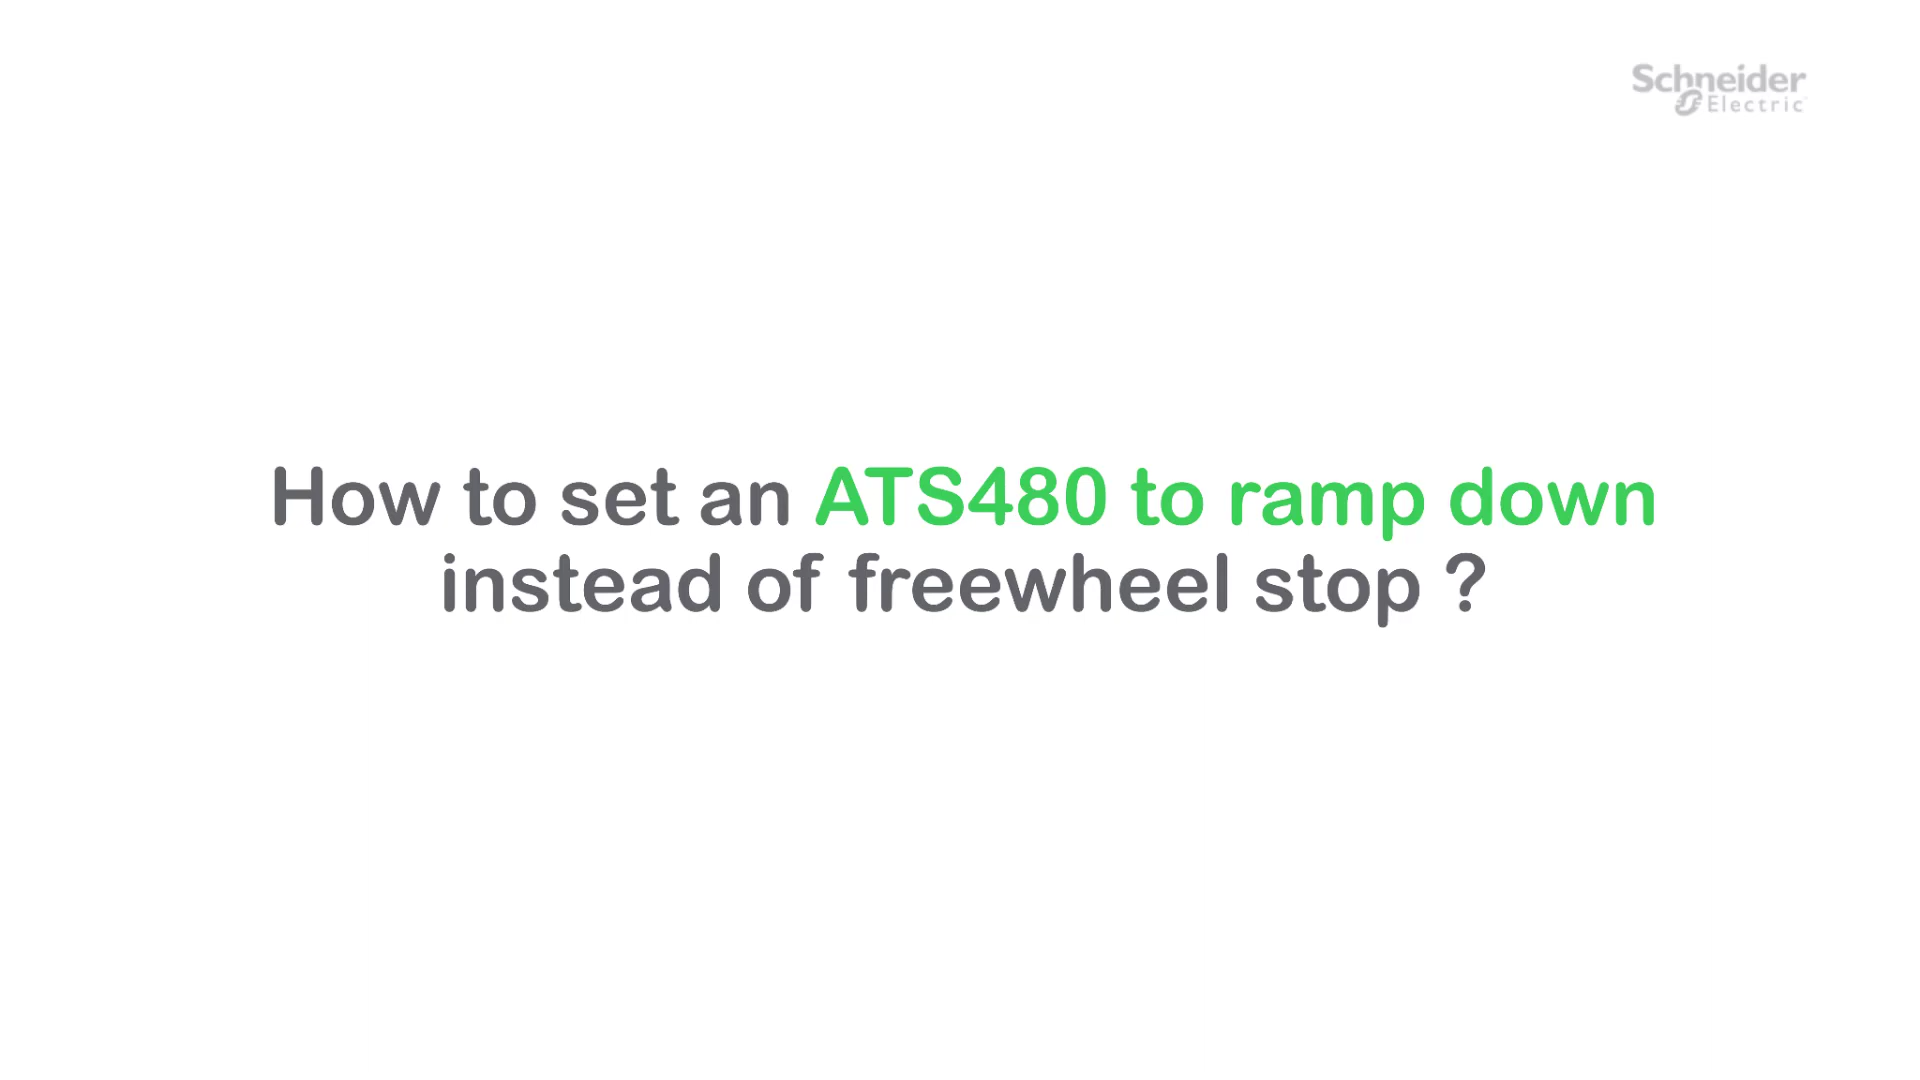 Schneider
Electric
How to set an ATS480 to ramp down
instead of freewheel stop ?